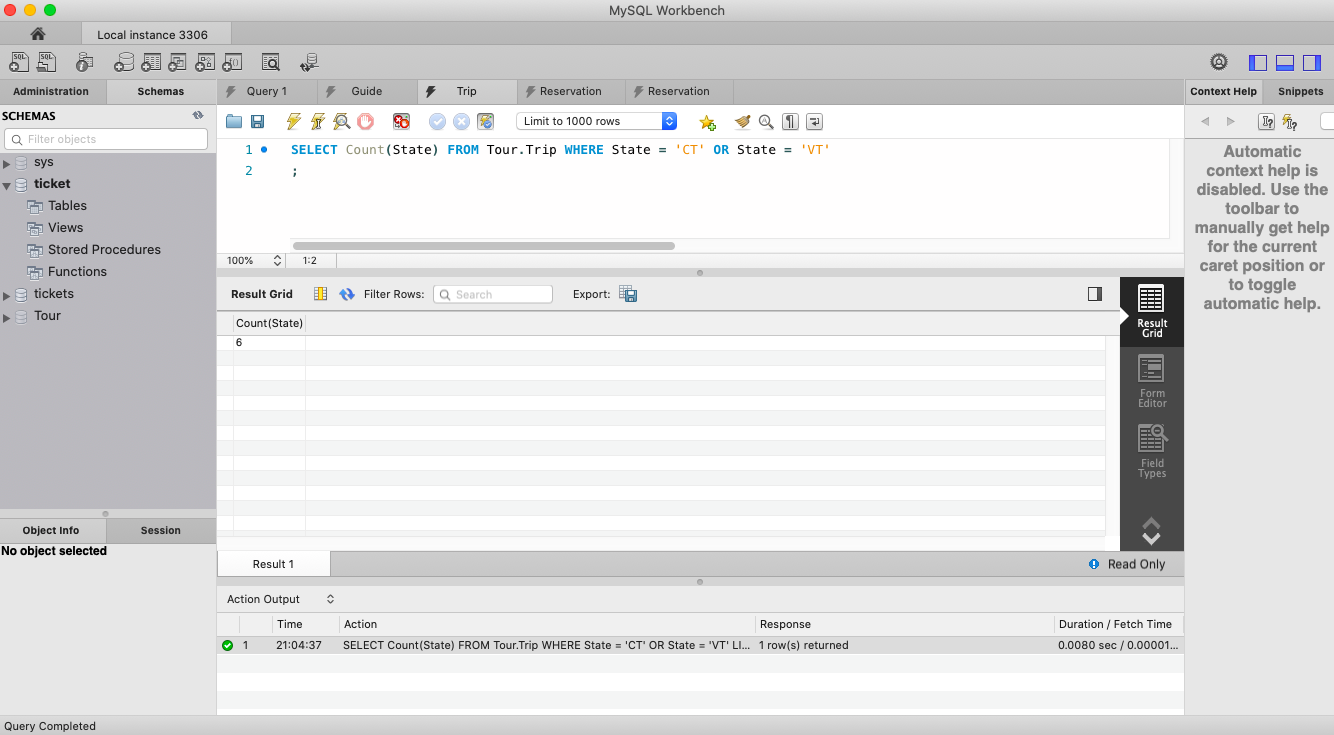 MySQL Workbench
Local instance 3306
Administration Schemas
Query 1 Guide Trip Reservation Reservation
Context Help Snippets
SCHEMAS
Filter objects
sys
ticket
Tables
Views
Stored Procedures
Functions
tickets
Tour
Limit to 1000 rows
1 SELECT Count(State) FROM Tour.Trip WHERE State = 'CT' OR State = 'VT'
2 ;
100% 1:2
Result Grid Filter Rows: Search Export:
Count(State)
6
Result
Grid
Form
Editor
Field
Types
Automatic
context help is
disabled. Use the
toolbar to
manually get help
for the current
caret position or
to toggle
automatic help.
Object Info Session
No object selected
Result 1 Read Only
Action Output
Time Action Response Duration / Fetch Time
1 21:04:37 SELECT Count(State) FROM Tour.Trip WHERE State = 'CT' OR State = 'VT' LI... 1 row(s) returned 0.0080 sec / 0.00001...
Query Completed